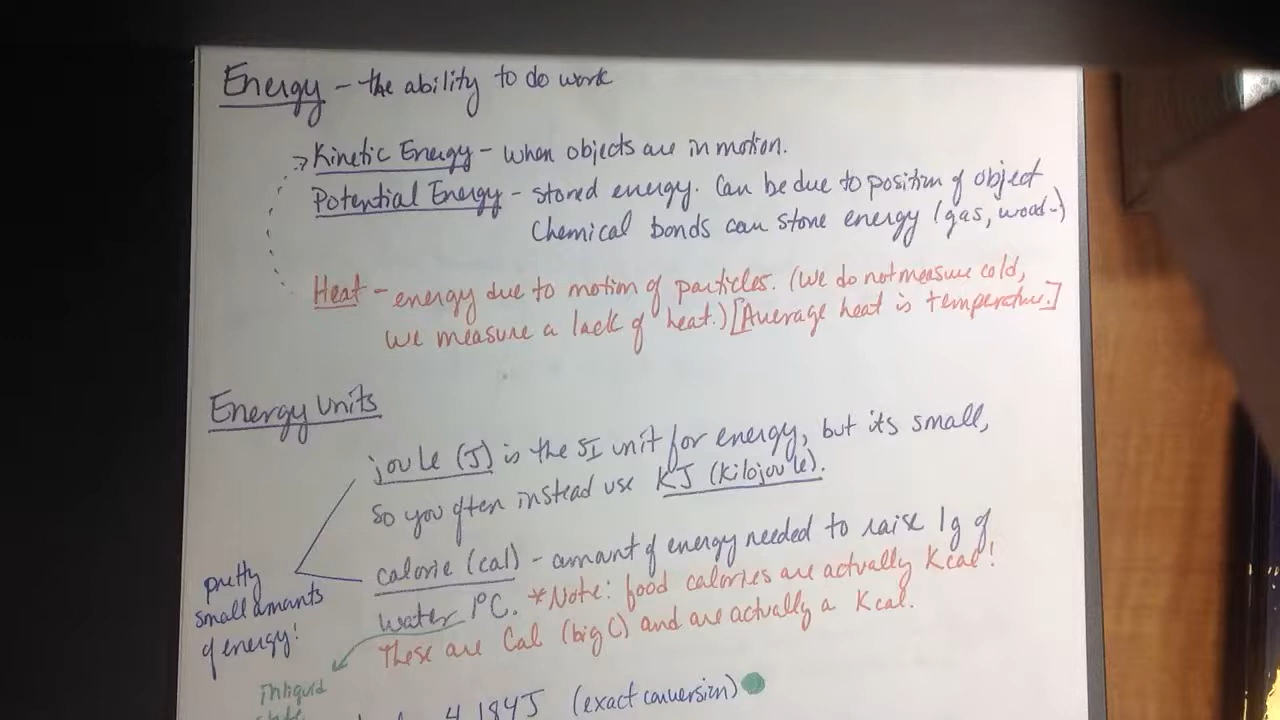 Energy - the ability to do work
Kinetic Energy - when objects are in motion.
Potential Energy - stored energy. Can be due to position of object
Chemical bonds can store energy (gas, wood-)
Heat - energy due to motion of particles. (We do not measure cold,
we measure a lack of heat.) [Average heat is temperature.]
Energy Units
joule (J) is the SI unit for energy, but its small,
so you often instead use KJ (kilojoule).
calorie (cal) - amount of energy needed to raise 1g of
water 1°C. *Note: food calories are actually Kcal!
These are Cal (big C) and are actually a Kcal.
pretty
small amants
of energy!
in liquid
state
4.184J (exact conversion)